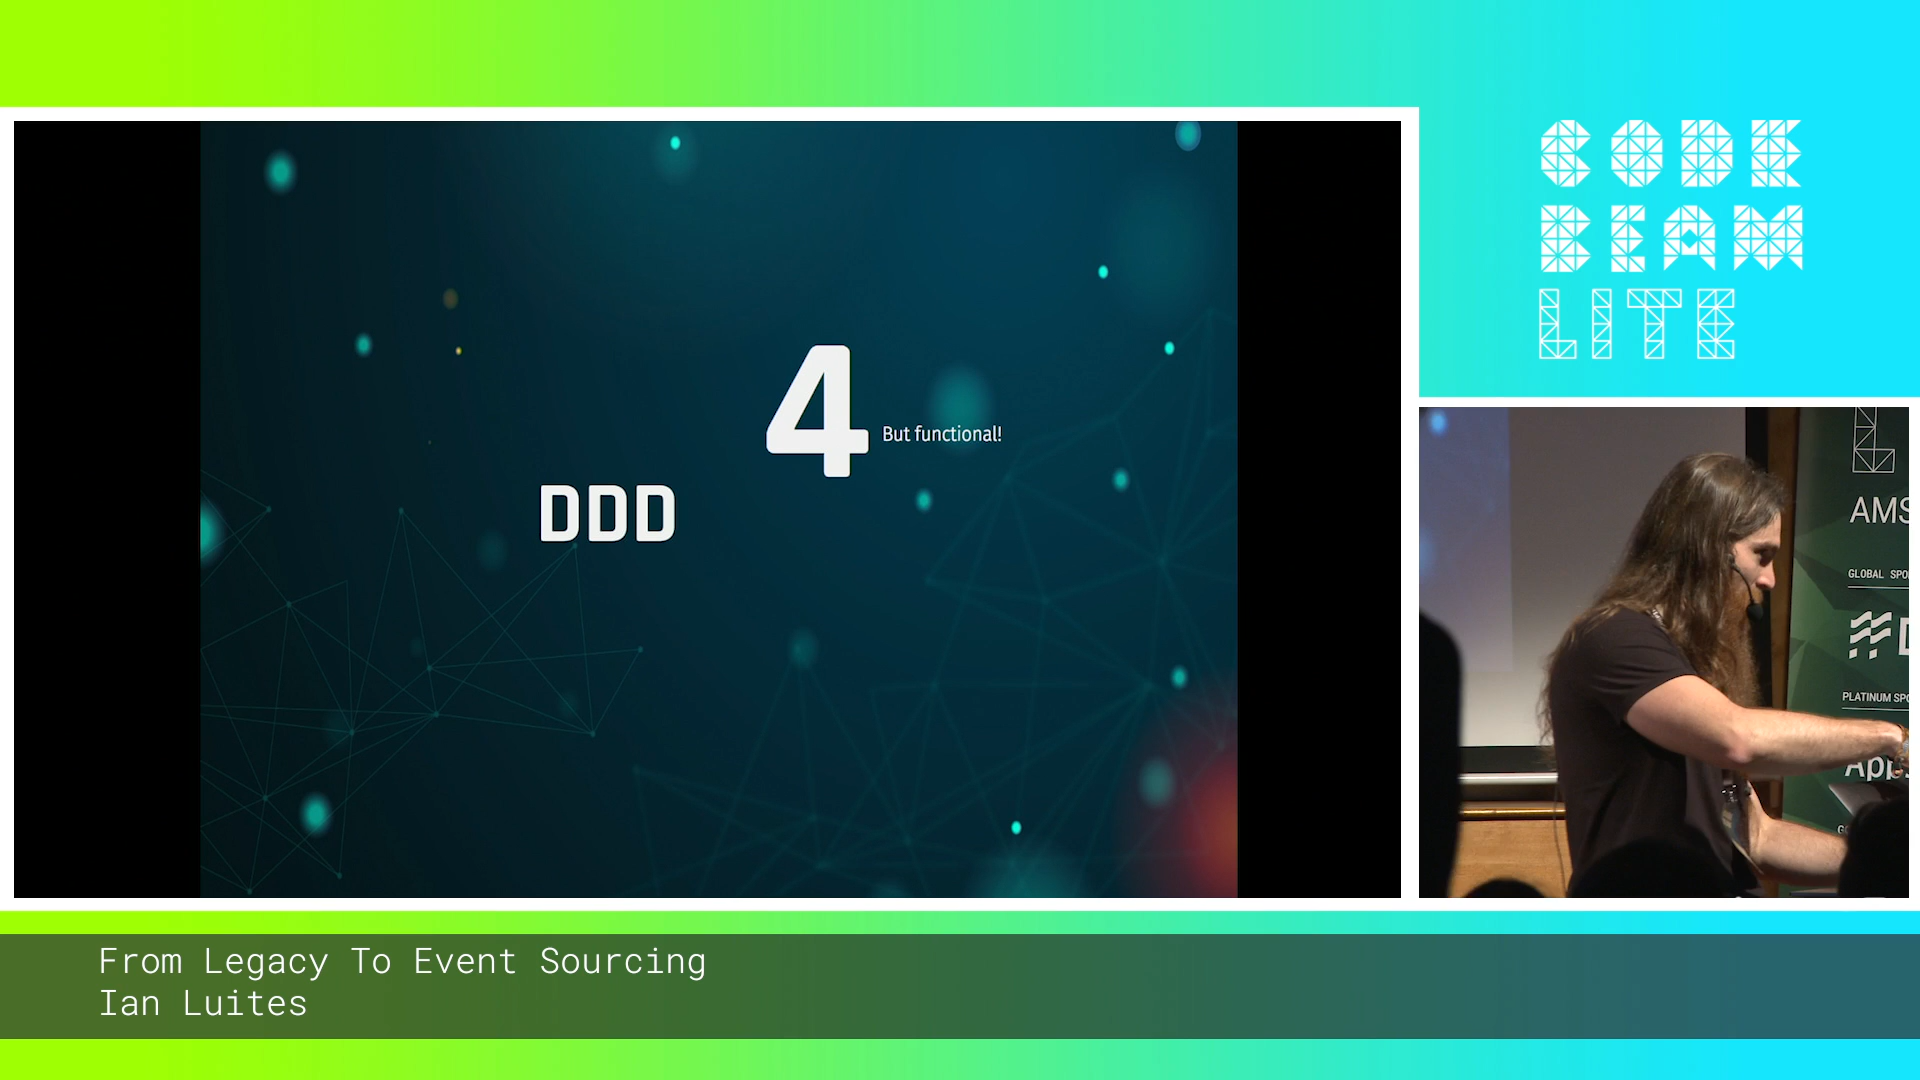 4
But functional!
DDD
CODE
BEAM
LITE
L
AMS
GLOBAL SPO
D
PLATINUM SPO
App
From Legacy To Event Sourcing
Ian Luites